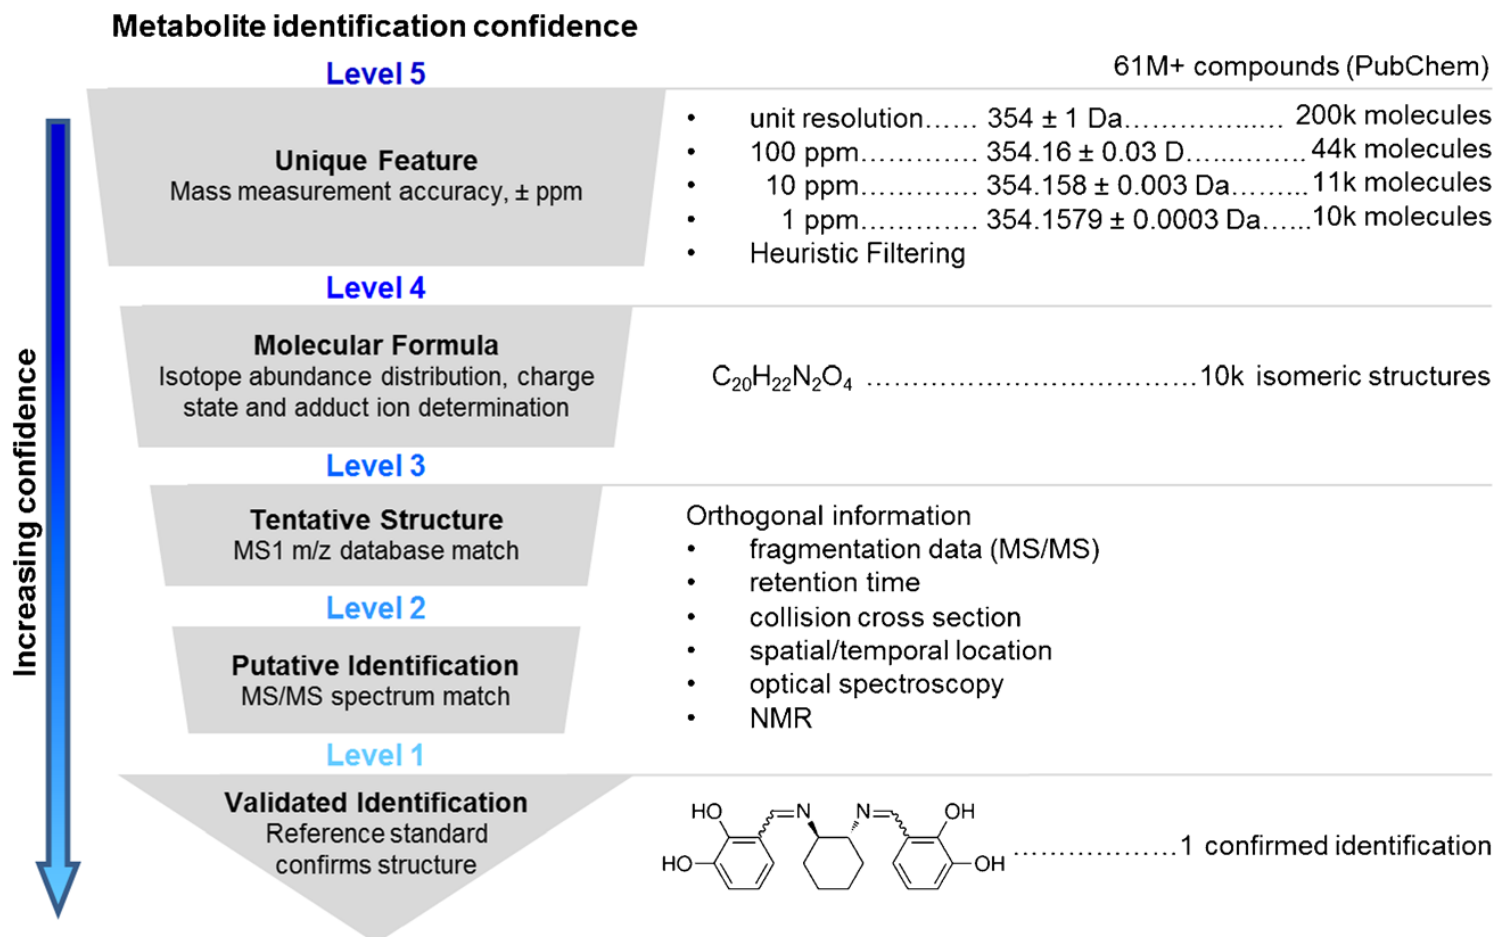 Metabolite identification confidence
Level 5
61M+ compounds (PubChem)
Unique Feature
Mass measurement accuracy, ± ppm
• unit resolution...... 354 ± 1 Da.................. 200k molecules
• 100 ppm............. 354.16 ± 0.03 D.............. 44k molecules
• 10 ppm............. 354.158 ± 0.003 Da......... 11k molecules
• 1 ppm............. 354.1579 ± 0.0003 Da......10k molecules
• Heuristic Filtering
Level 4
Molecular Formula
Isotope abundance distribution, charge
state and adduct ion determination
C₂₀H₂₂N₂O₄ ........................................10k isomeric structures
Level 3
Tentative Structure
MS1 m/z database match
Orthogonal information
• fragmentation data (MS/MS)
• retention time
• collision cross section
• spatial/temporal location
• optical spectroscopy
• NMR
Level 2
Putative Identification
MS/MS spectrum match
Level 1
Validated Identification
Reference standard
confirms structure
HO N N OH
HO OH ....................1 confirmed identification
Increasing confidence